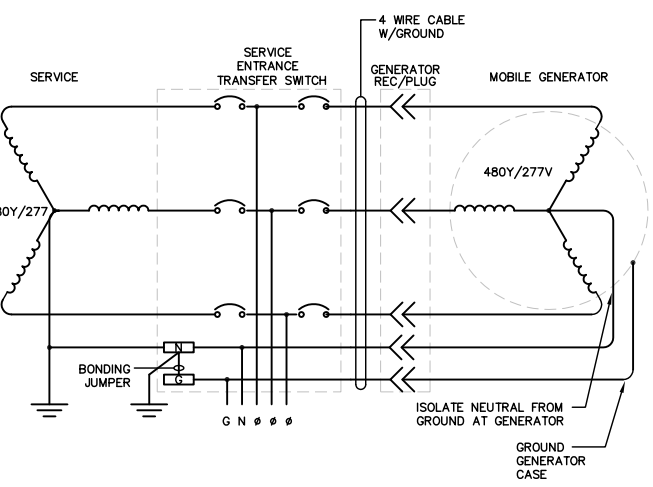 4 WIRE CABLE
W/GROUND
SERVICE
ENTRANCE
TRANSFER SWITCH
GENERATOR
REC/PLUG
SERVICE
MOBILE GENERATOR
480Y/277V
80Y/277
N
BONDING
JUMPER
G
G N ø ø ø
ISOLATE NEUTRAL FROM
GROUND AT GENERATOR
GROUND
GENERATOR
CASE